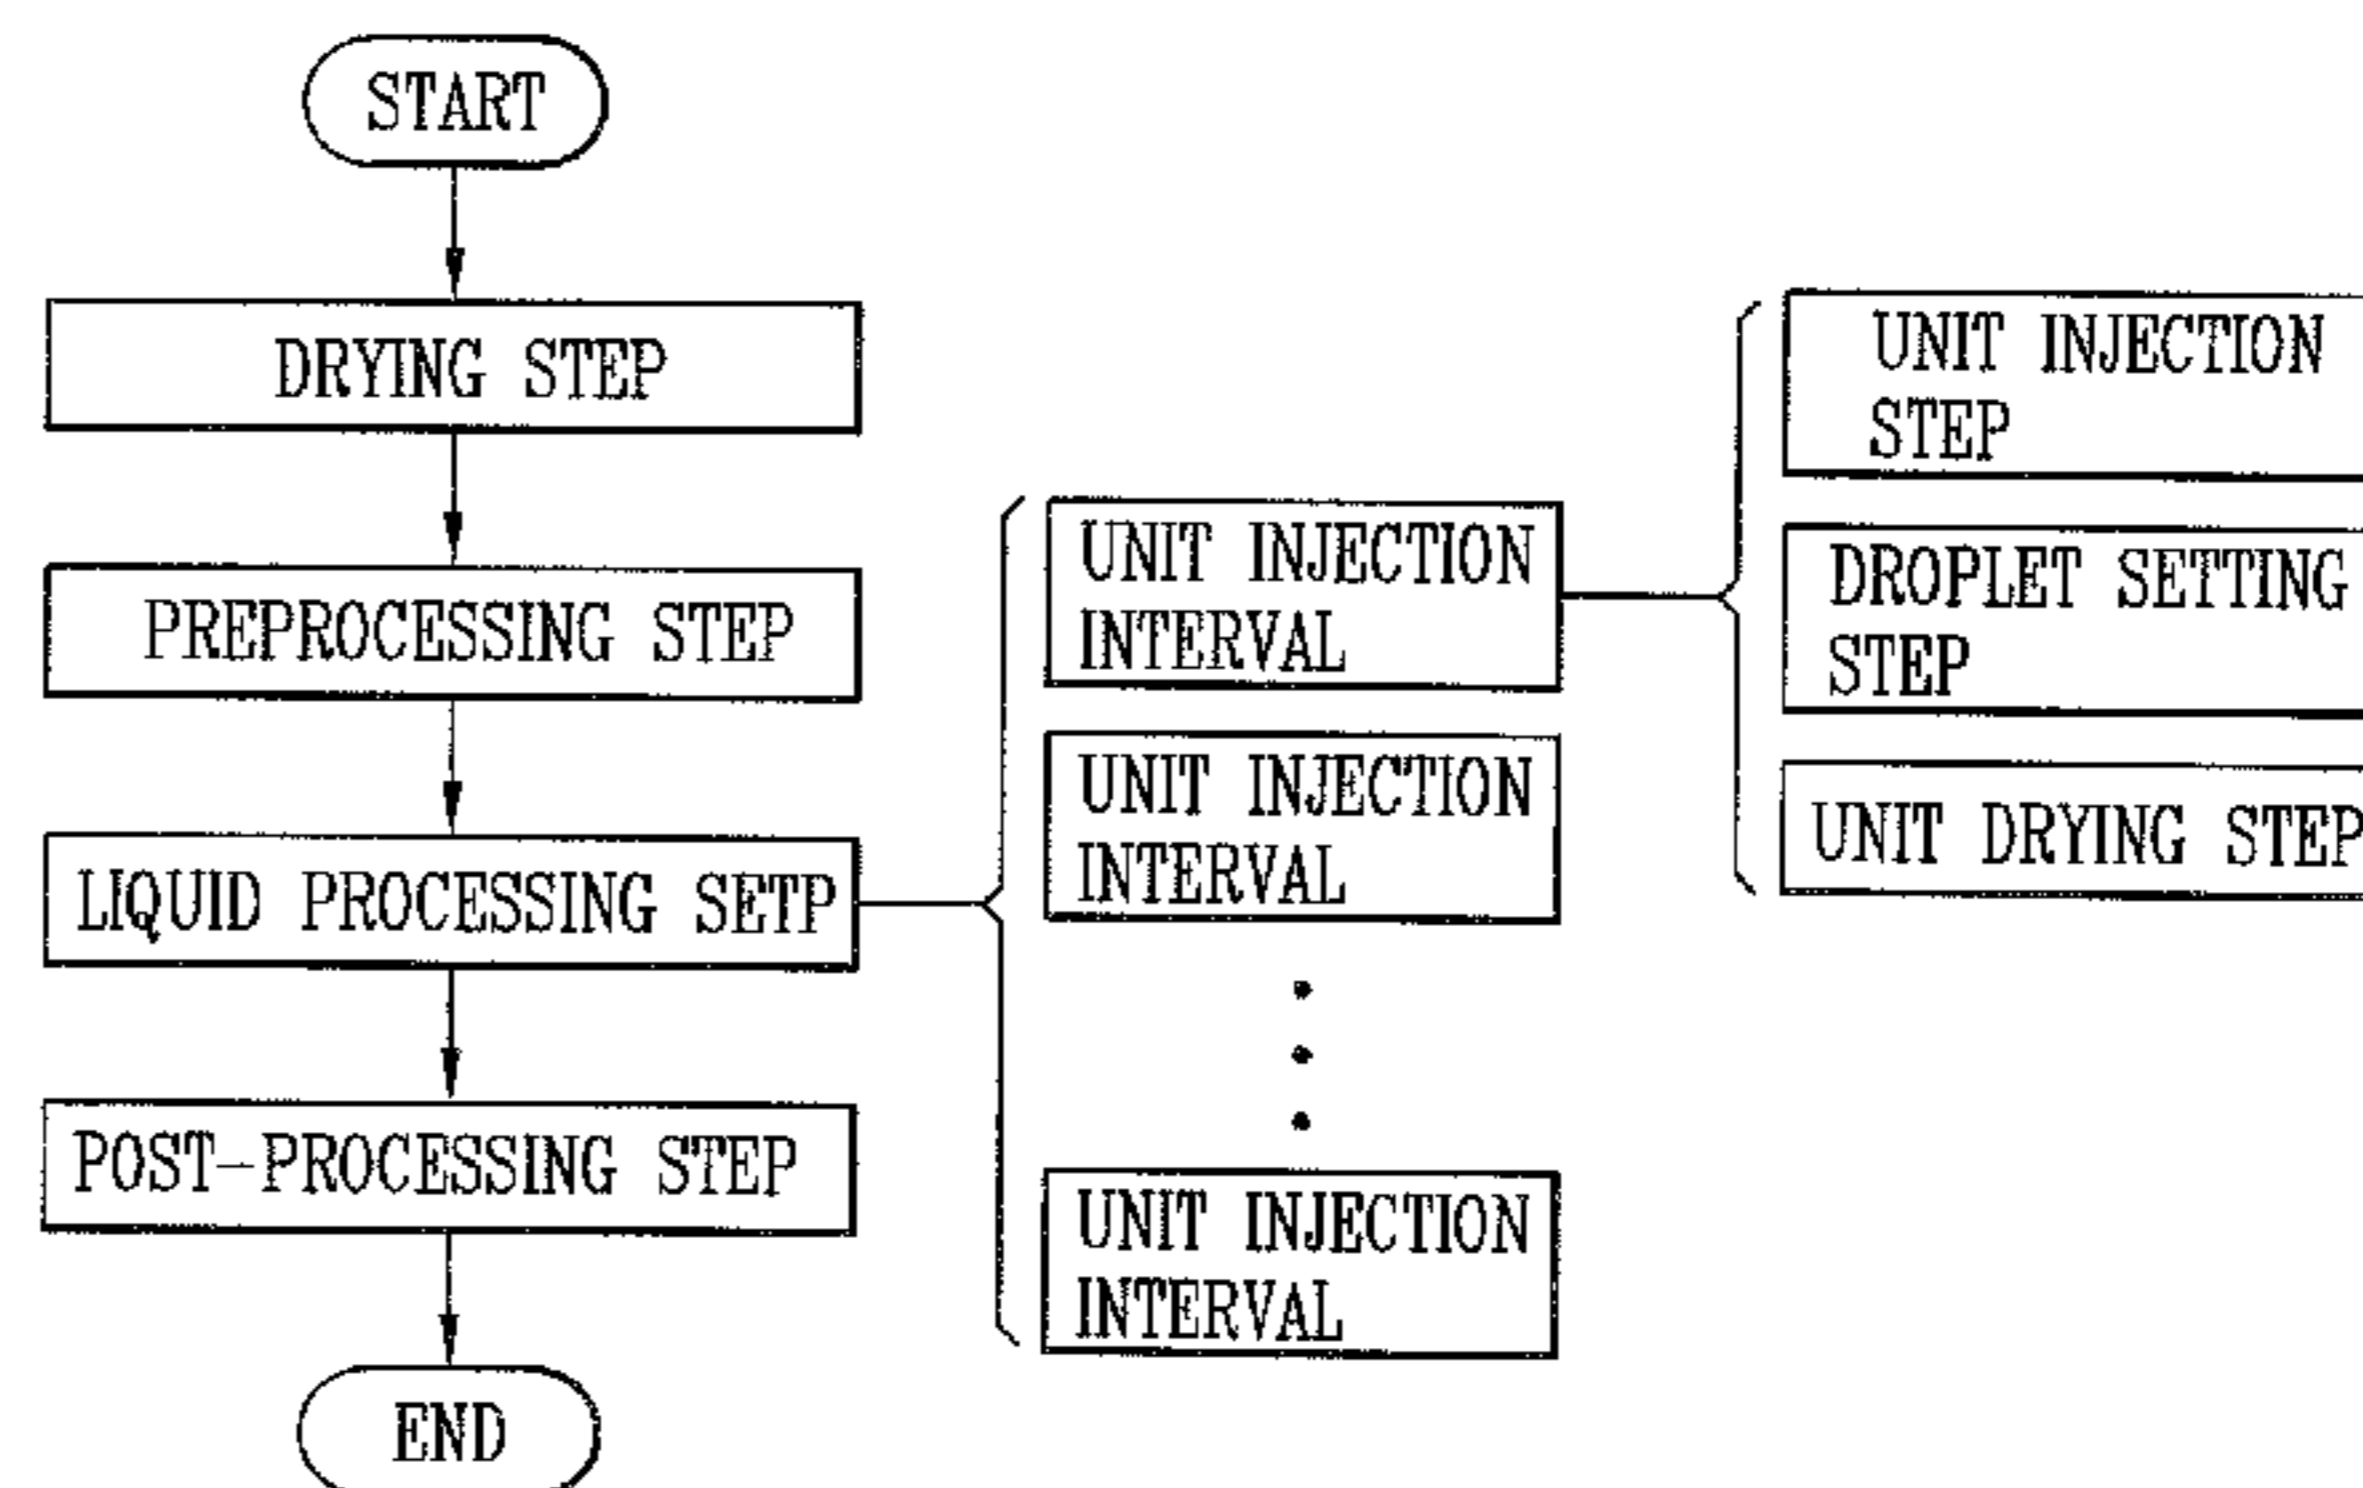 START
DRYING STEP
PREPROCESSING STEP
LIQUID PROCESSING SETP
POST-PROCESSING STEP
END
UNIT INJECTION
INTERVAL
UNIT INJECTION
INTERVAL
UNIT INJECTION
INTERVAL
UNIT INJECTION
STEP
DROPLET SETTING
STEP
UNIT DRYING STEP